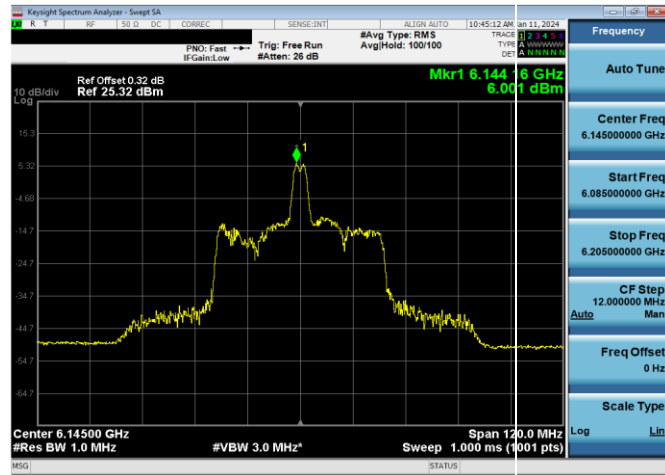 Keysight Spectrum Analyzer - Swept SA
R T RF 50 Ω DC CORREC SENSE:INT ALIGN AUTO 10:45:12 AM an 11, 2024
Frequency
PNO: Fast
IFGain:Low
Trig: Free Run
#Atten: 26 dB
#Avg Type: RMS
Avg|Hold: 100/100
TRACE 1 2 3 4 5 6
TYPE A WWWWW
DET A NNNNN
Auto Tune
Mkr1 6.144 16 GHz
6.001 dBm
Ref Offset 0.32 dB
Ref 25.32 dBm
10 dB/div
Log
15.3
5.32
-4.68
-14.7
-24.7
-34.7
-44.7
-54.7
-64.7
1
Center Freq
6.145000000 GHz
Start Freq
6.085000000 GHz
Stop Freq
6.205000000 GHz
CF Step
12.000000 MHz
Auto Man
Freq Offset
0 Hz
Scale Type
Log Lin
Center 6.14500 GHz
Span 120.0 MHz
#Res BW 1.0 MHz
#VBW 3.0 MHz*
Sweep 1.000 ms (1001 pts)
MSG
STATUS